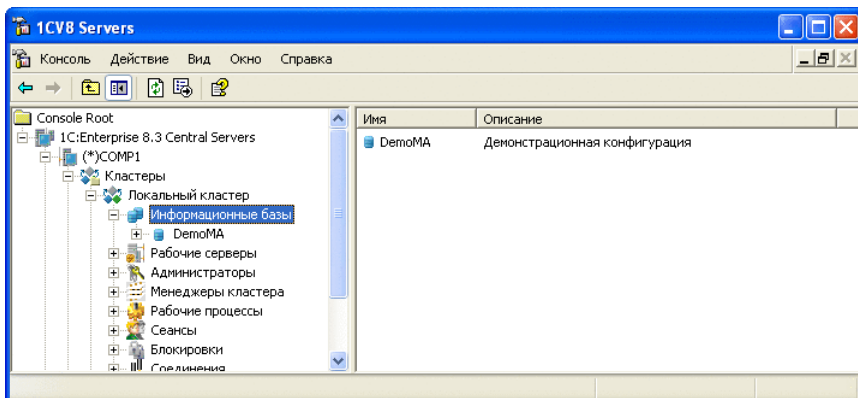 1CV8 Servers
Консоль Действие Вид Окно Справка
Console Root
1C:Enterprise 8.3 Central Servers
(*)COMP1
Кластеры
Локальный кластер
Информационные базы
DemoMA
Рабочие серверы
Администраторы
Менеджеры кластера
Рабочие процессы
Сеансы
Блокировки
Соединения
Имя Описание
DemoMA Демонстрационная конфигурация